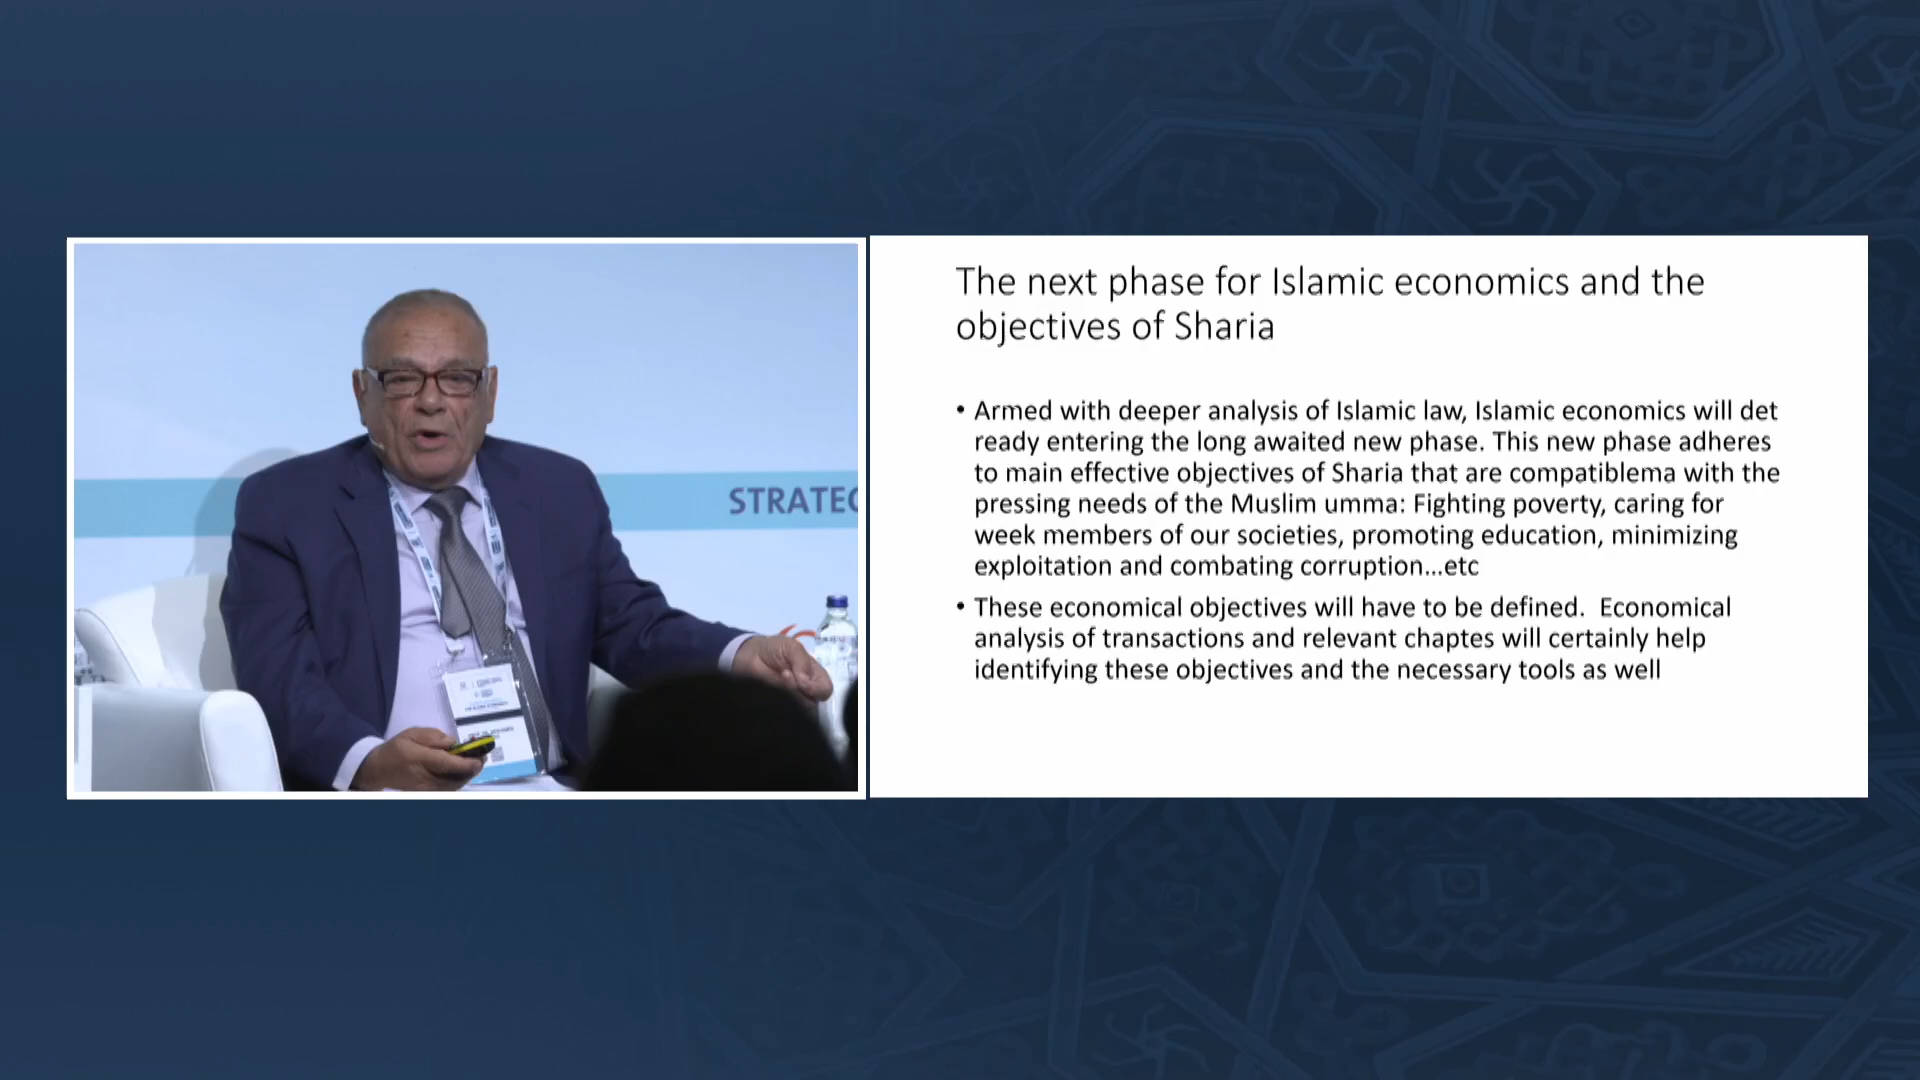 STRATEG
The next phase for Islamic economics and the
objectives of Sharia
• Armed with deeper analysis of Islamic law, Islamic economics will det
ready entering the long awaited new phase. This new phase adheres
to main effective objectives of Sharia that are compatiblema with the
pressing needs of the Muslim umma: Fighting poverty, caring for
week members of our societies, promoting education, minimizing
exploitation and combating corruption...etc
• These economical objectives will have to be defined.  Economical
analysis of transactions and relevant chaptes will certainly help
identifying these objectives and the necessary tools as well